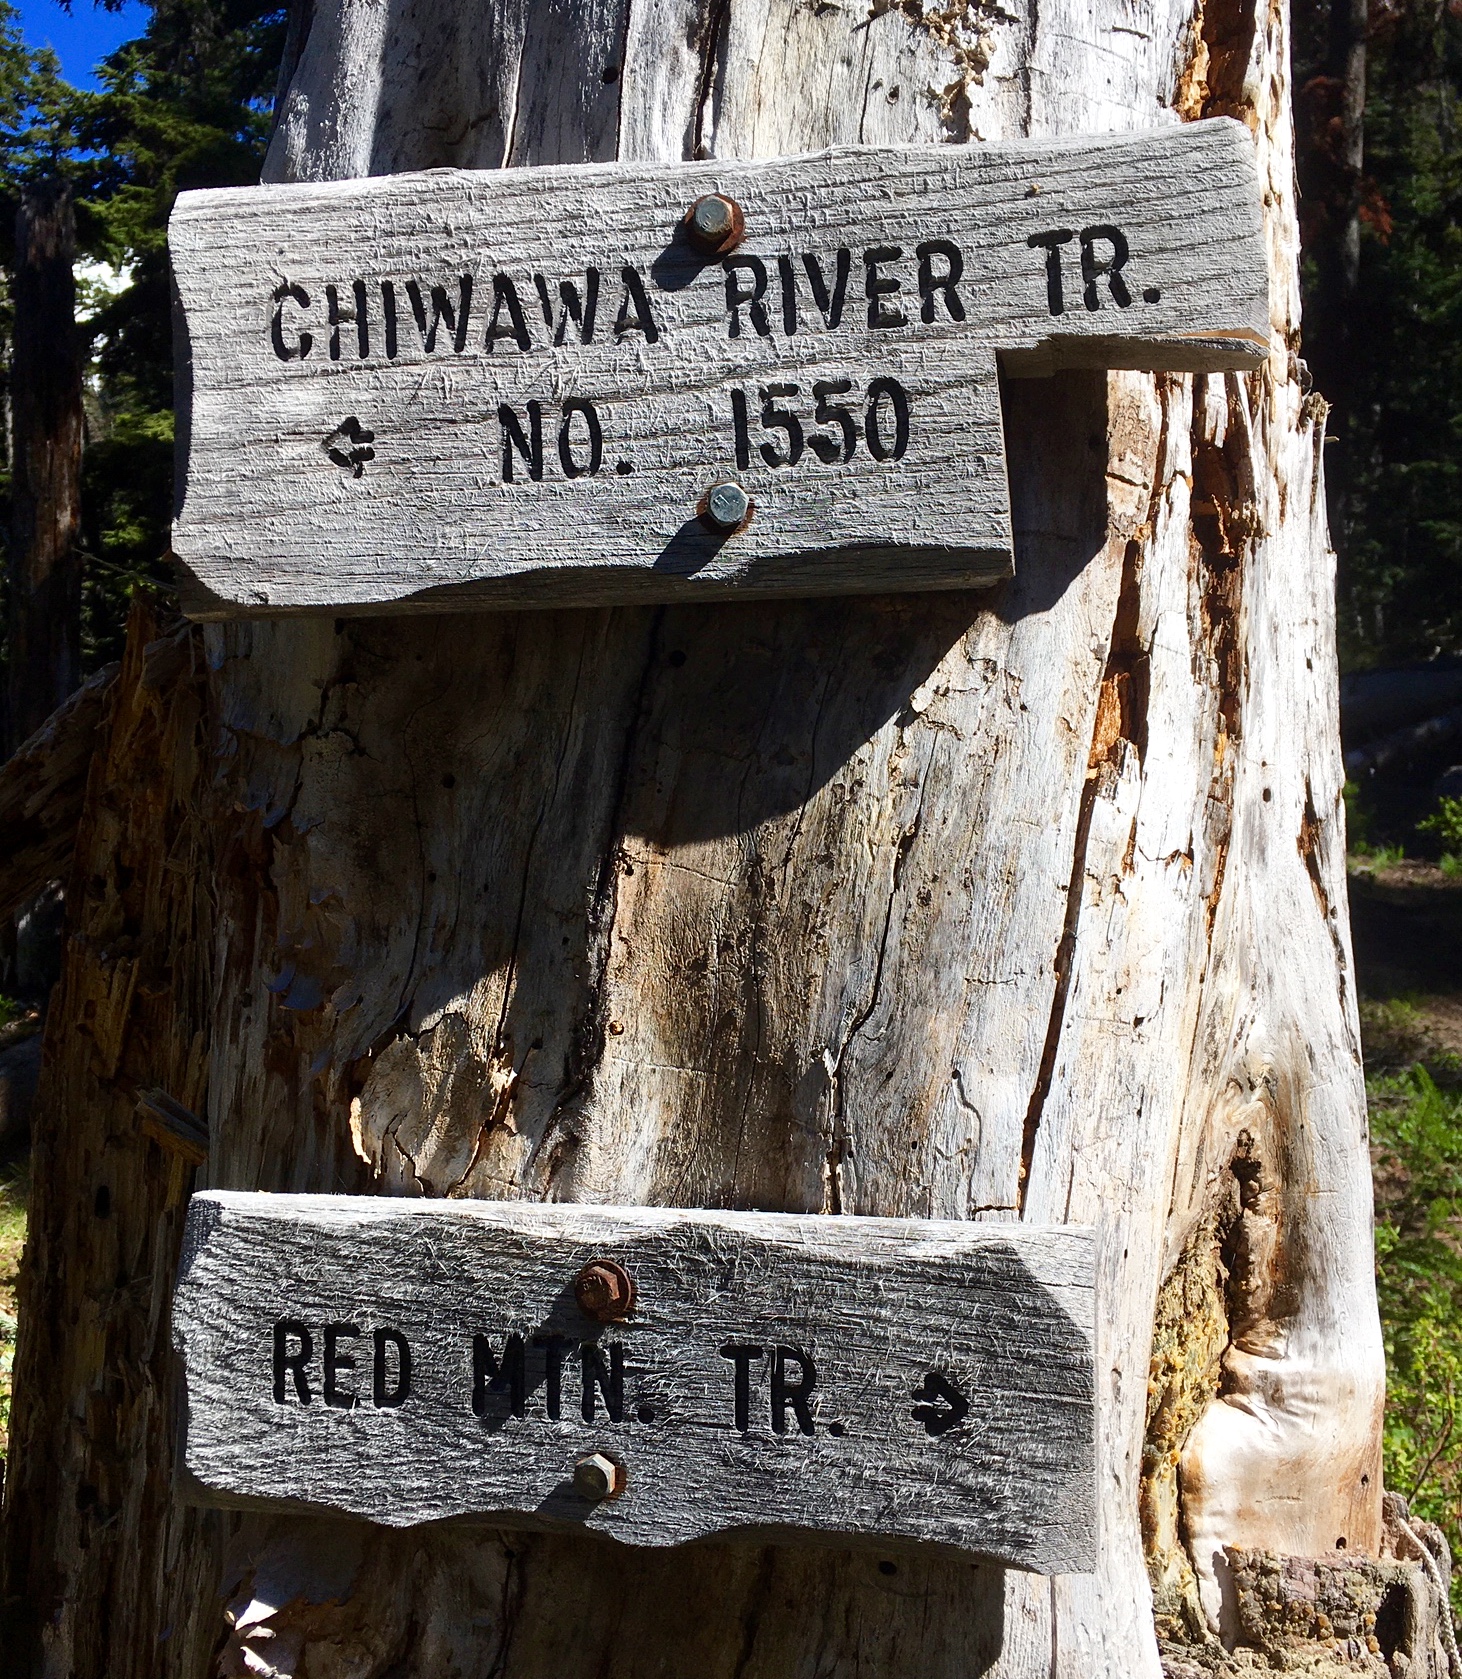 CHIWAWA RIVER TR.
← NO. 1550
RED MTN. TR. →